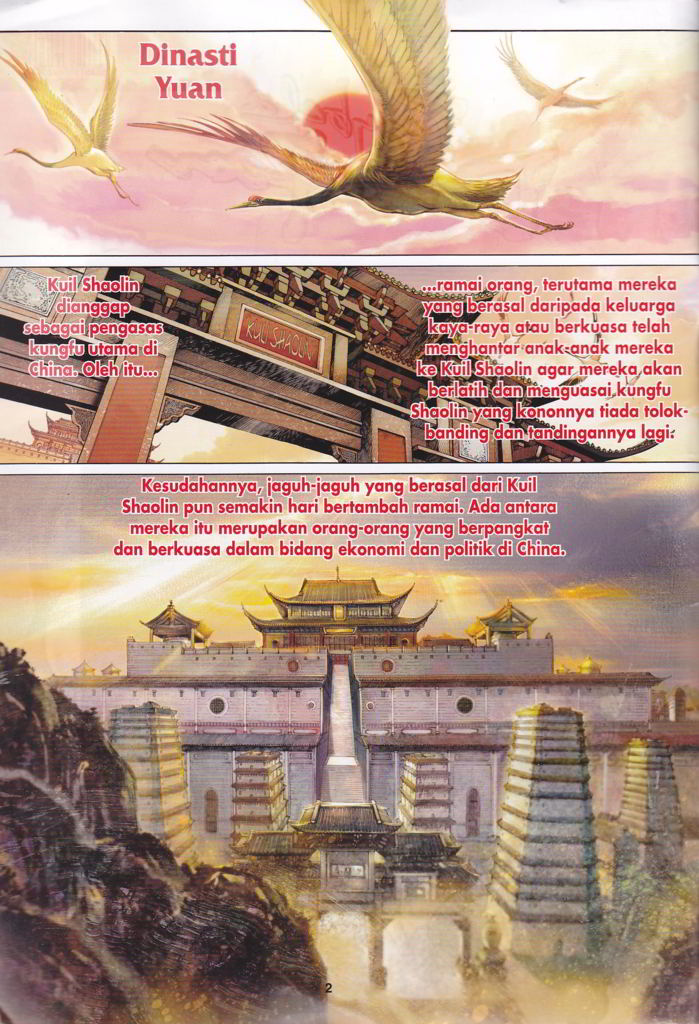 Dinasti
Yuan
Kuil Shaolin
dianggap
sebagai pengasas
kungfu utama di
China. Oleh itu...
KUIL SHAOLIN
...ramai orang, terutama mereka
yang berasal daripada keluarga
kaya-raya atau berkuasa telah
menghantar anak-anak mereka
ke Kuil Shaolin agar mereka akan
berlatih dan menguasai kungfu
Shaolin yang kononnya tiada tolok-
banding dan tandingannya lagi.
Kesudahannya, jaguh-jaguh yang berasal dari Kuil
Shaolin pun semakin hari bertambah ramai. Ada antara
mereka itu merupakan orang-orang yang berpangkat
dan berkuasa dalam bidang ekonomi dan politik di China.
2